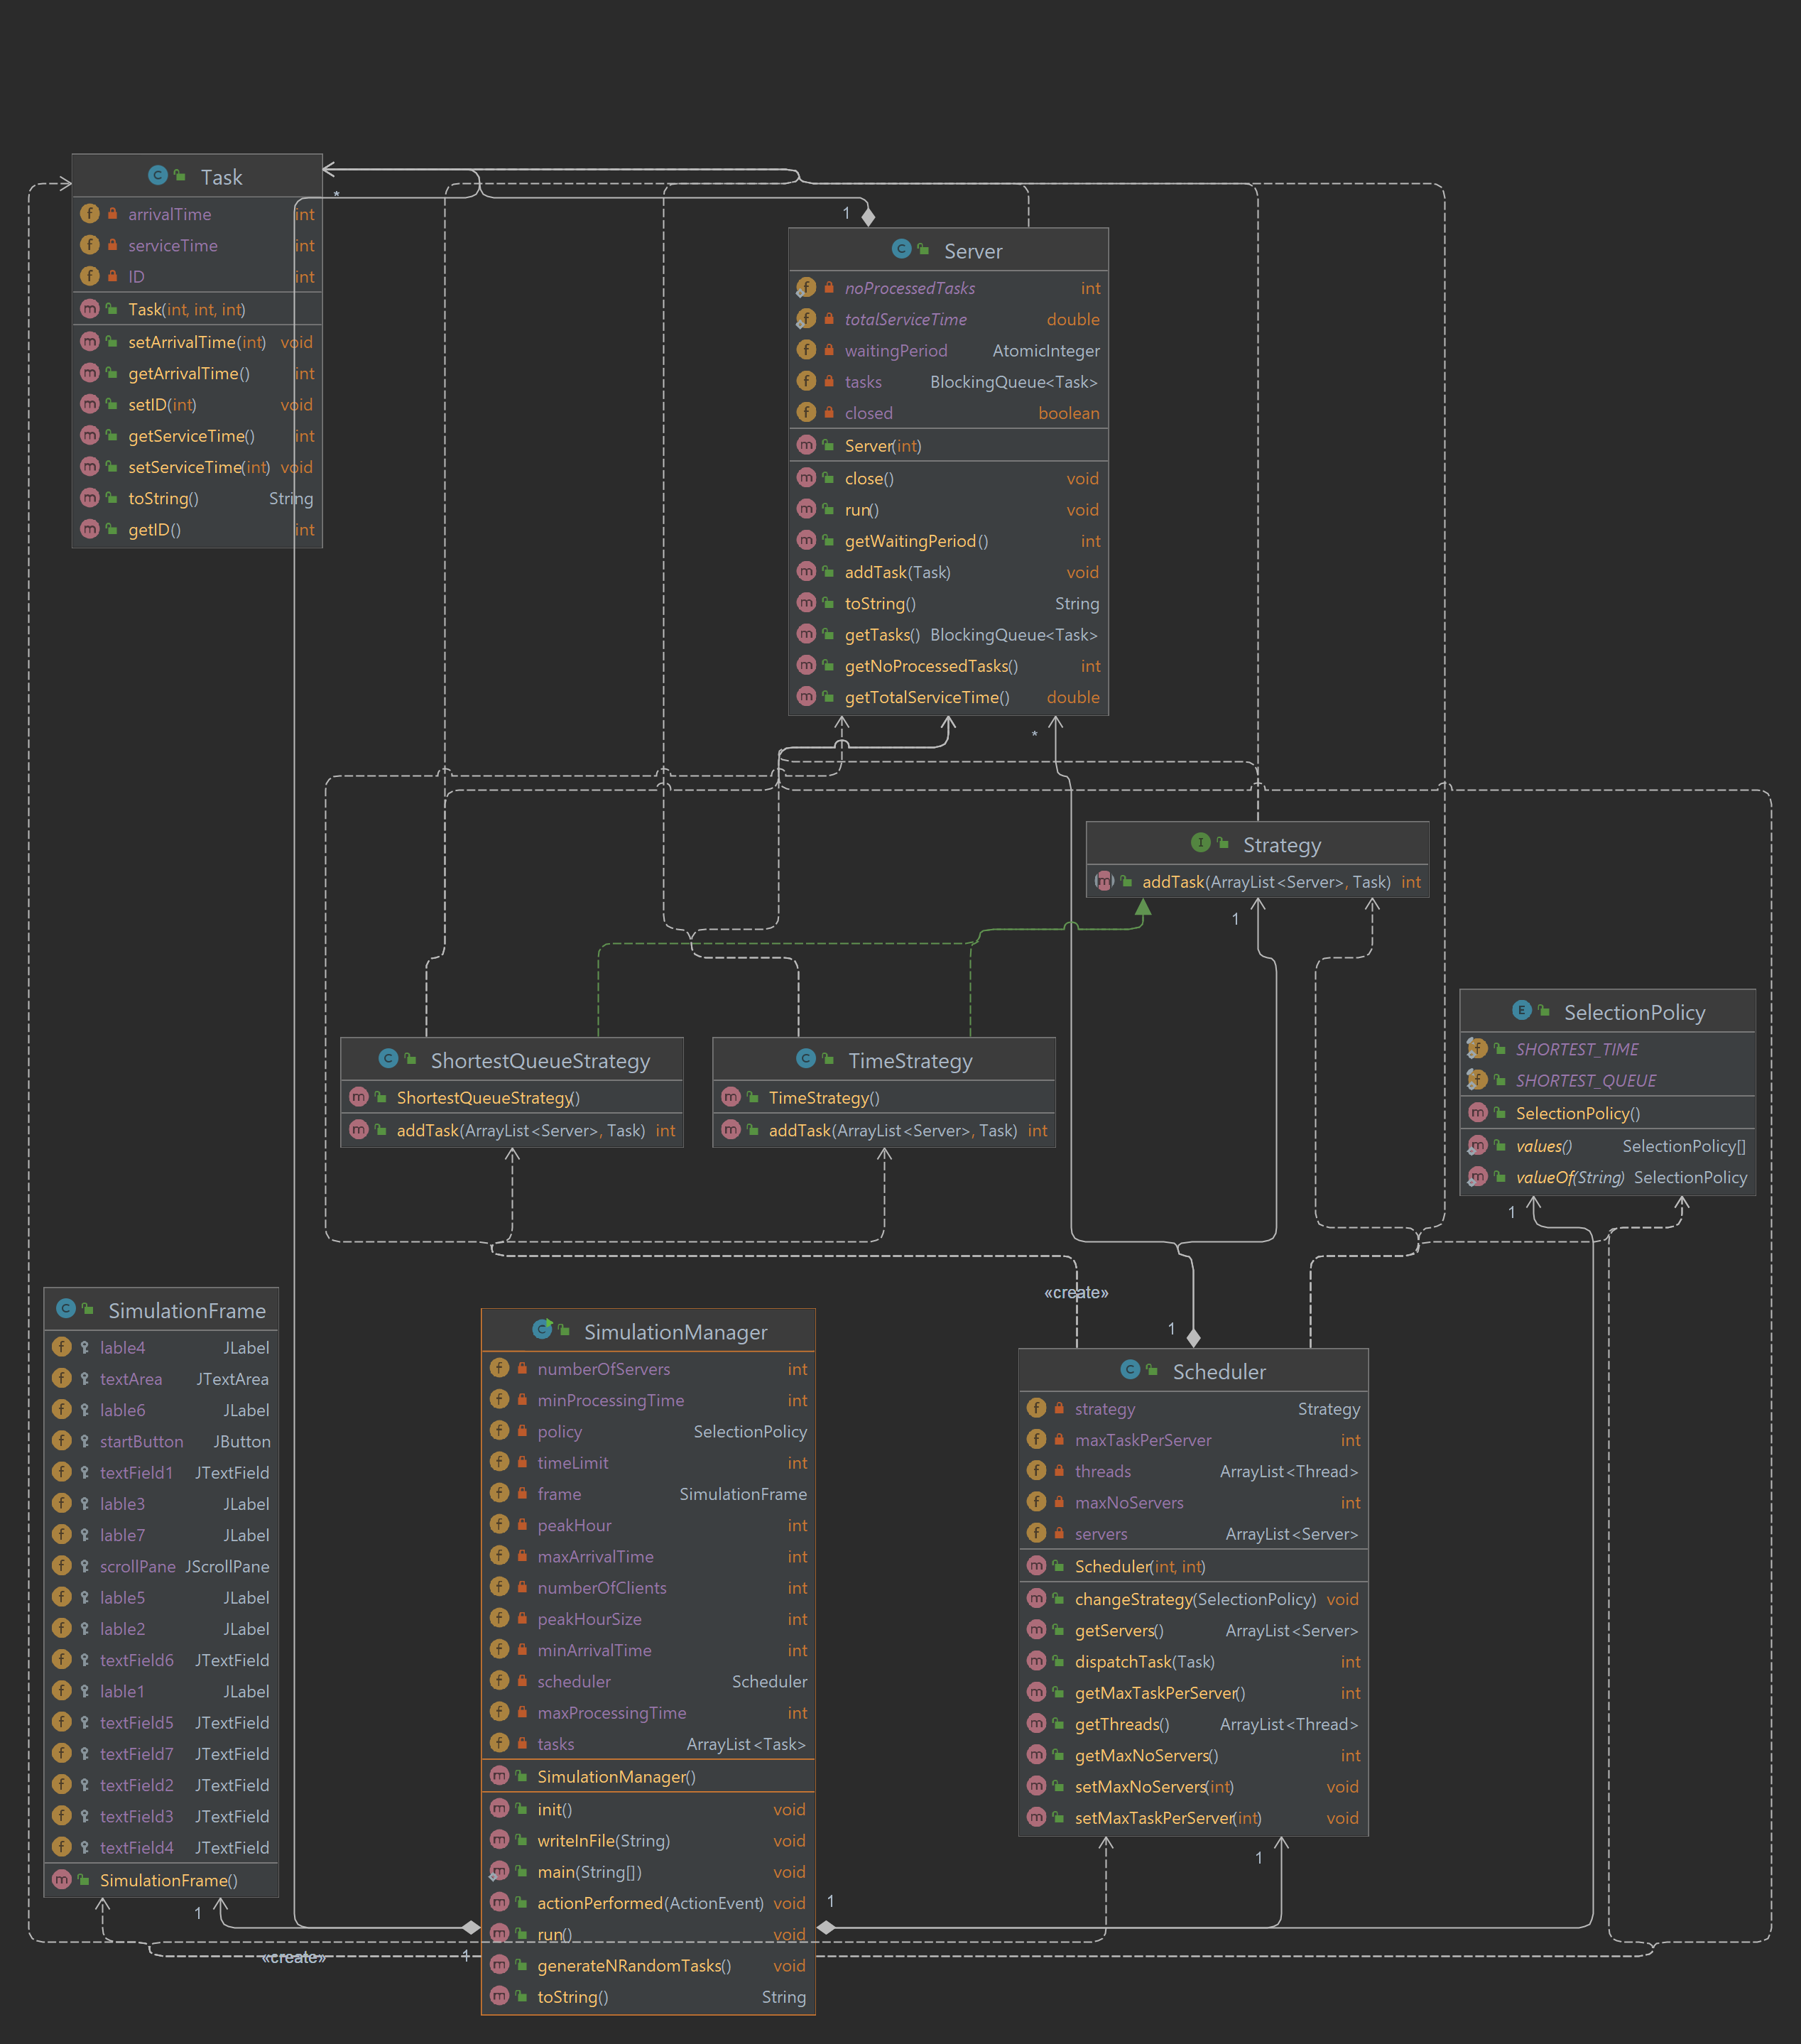 Task
*
arrivalTime int
serviceTime int
ID int
Task(int, int, int)
setArrivalTime(int) void
getArrivalTime() int
setID(int) void
getServiceTime() int
setServiceTime(int) void
toString() String
getID() int
1
Server
noProcessedTasks int
totalServiceTime double
waitingPeriod AtomicInteger
tasks BlockingQueue<Task>
closed boolean
Server(int)
close() void
run() void
getWaitingPeriod() int
addTask(Task) void
toString() String
getTasks() BlockingQueue<Task>
getNoProcessedTasks() int
getTotalServiceTime() double
*
Strategy
addTask(ArrayList<Server>, Task) int
1
ShortestQueueStrategy
ShortestQueueStrategy()
addTask(ArrayList<Server>, Task) int
TimeStrategy
TimeStrategy()
addTask(ArrayList<Server>, Task) int
SelectionPolicy
SHORTEST_TIME
SHORTEST_QUEUE
SelectionPolicy()
values() SelectionPolicy[]
valueOf(String) SelectionPolicy
1
«create»
1
SimulationFrame
lable4 JLabel
textArea JTextArea
lable6 JLabel
startButton JButton
textField1 JTextField
lable3 JLabel
lable7 JLabel
scrollPane JScrollPane
lable5 JLabel
lable2 JLabel
textField6 JTextField
lable1 JLabel
textField5 JTextField
textField7 JTextField
textField2 JTextField
textField3 JTextField
textField4 JTextField
SimulationFrame()
1
SimulationManager
numberOfServers int
minProcessingTime int
policy SelectionPolicy
timeLimit int
frame SimulationFrame
peakHour int
maxArrivalTime int
numberOfClients int
peakHourSize int
minArrivalTime int
scheduler Scheduler
maxProcessingTime int
tasks ArrayList<Task>
SimulationManager()
init() void
writeInFile(String) void
main(String[]) void
actionPerformed(ActionEvent) void
run() void
generateNRandomTasks() void
toString() String
Scheduler
strategy Strategy
maxTaskPerServer int
threads ArrayList<Thread>
maxNoServers int
servers ArrayList<Server>
Scheduler(int, int)
changeStrategy(SelectionPolicy) void
getServers() ArrayList<Server>
dispatchTask(Task) int
getMaxTaskPerServer() int
getThreads() ArrayList<Thread>
getMaxNoServers() int
setMaxNoServers(int) void
setMaxTaskPerServer(int) void
1
1
«create»
1